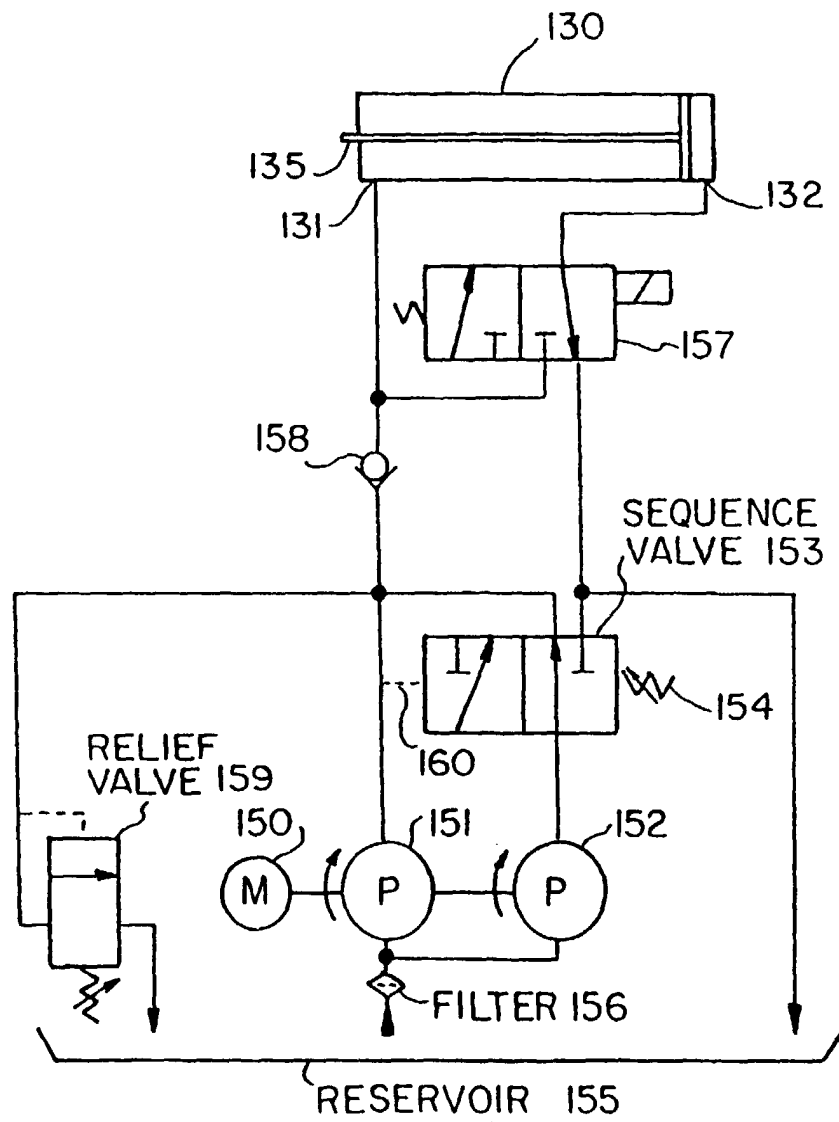 130
135
131
132
157
158
SEQUENCE
VALVE 153
154
160
RELIEF
VALVE 159
150
151
152
M
P
P
FILTER 156
RESERVOIR 155